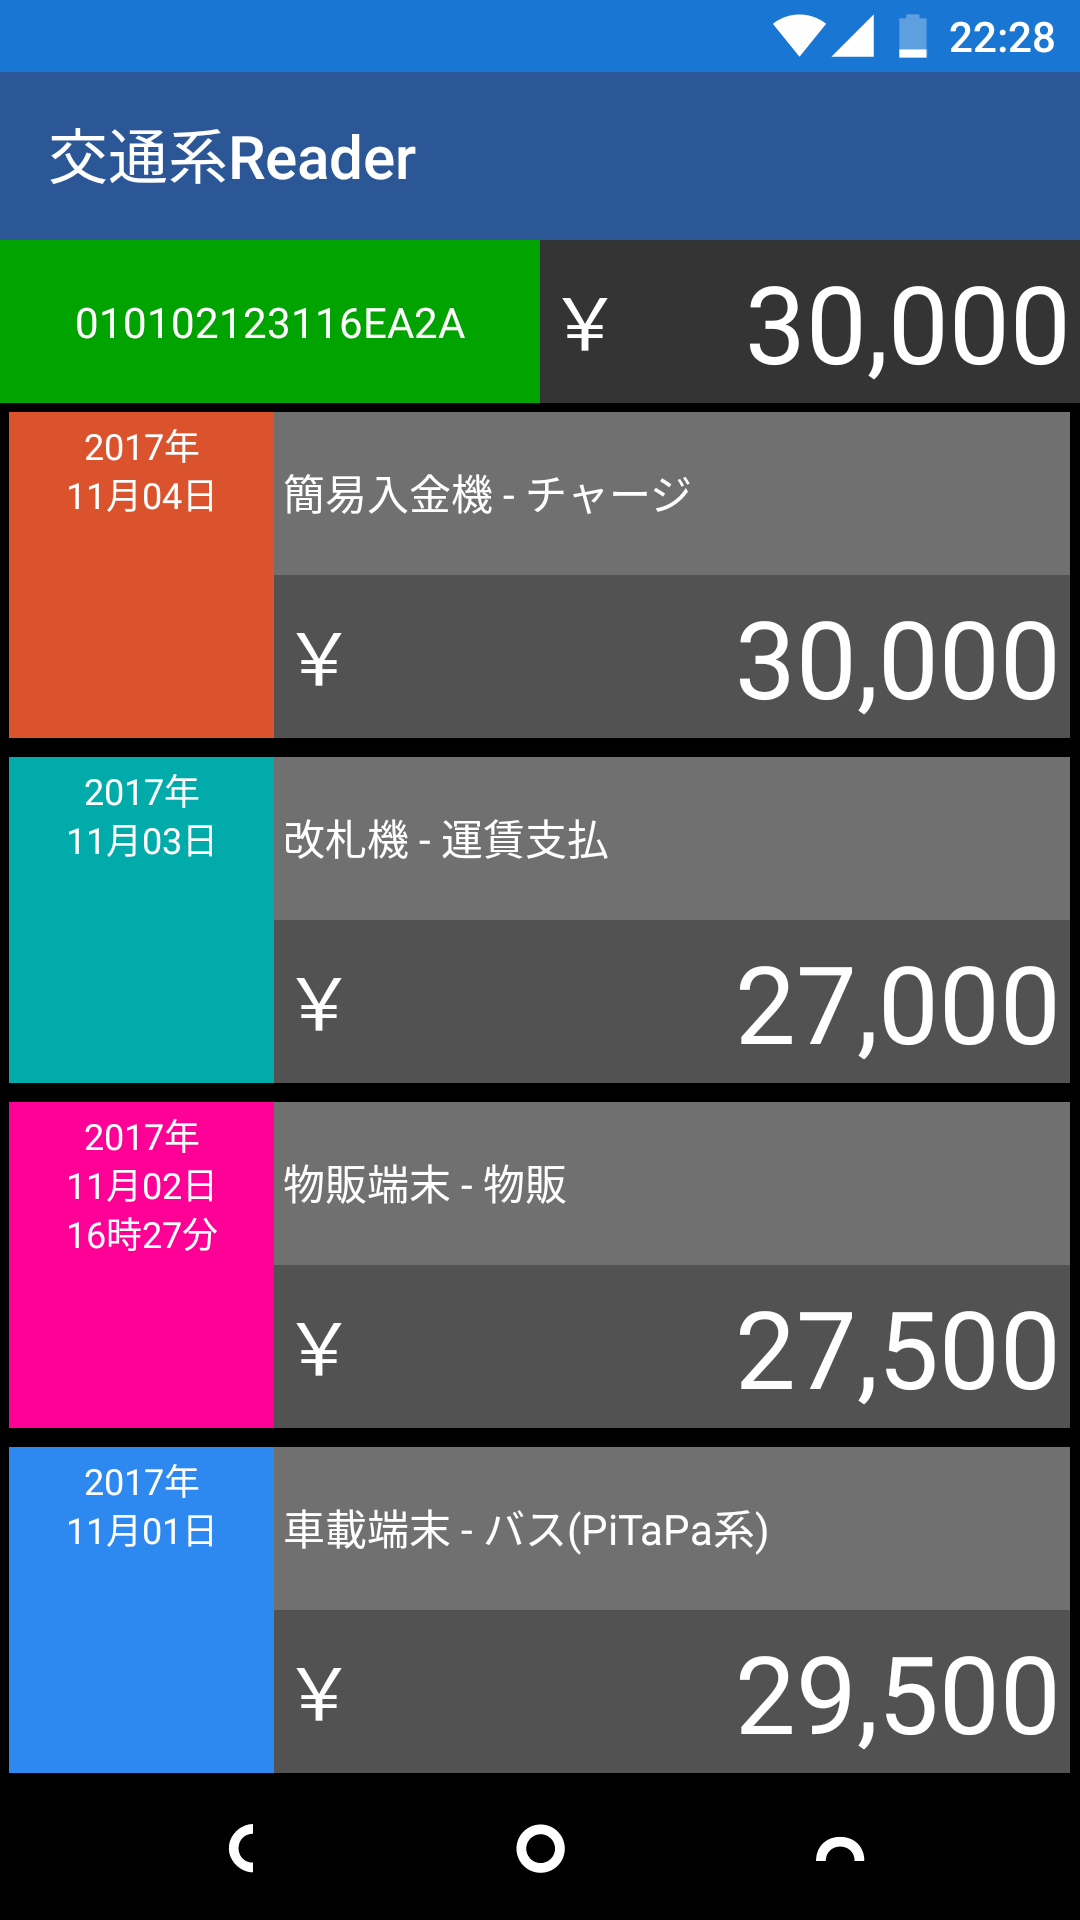 22:28
交通系Reader
010102123116EA2A
¥ 30,000
2017年
11月04日
簡易入金機 - チャージ
¥ 30,000
2017年
11月03日
改札機 - 運賃支払
¥ 27,000
2017年
11月02日
16時27分
物販端末 - 物販
¥ 27,500
2017年
11月01日
車載端末 - バス(PiTaPa系)
¥ 29,500